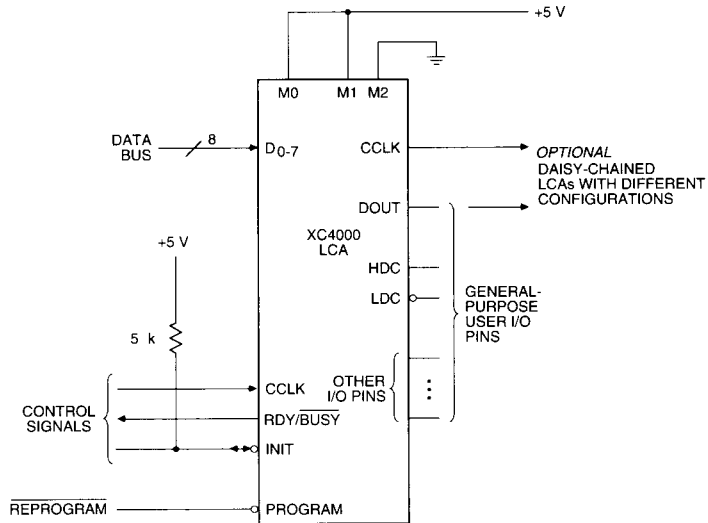 +5 V
M0 M1 M2
DATA
BUS
8
D0-7
CCLK
OPTIONAL
DAISY-CHAINED
LCAs WITH DIFFERENT
CONFIGURATIONS
DOUT
XC4000
LCA
+5 V
HDC
LDC
GENERAL-
PURPOSE
USER I/O
PINS
5 k
OTHER
I/O PINS
CONTROL
SIGNALS
CCLK
RDY/BUSY
INIT
REPROGRAM
PROGRAM